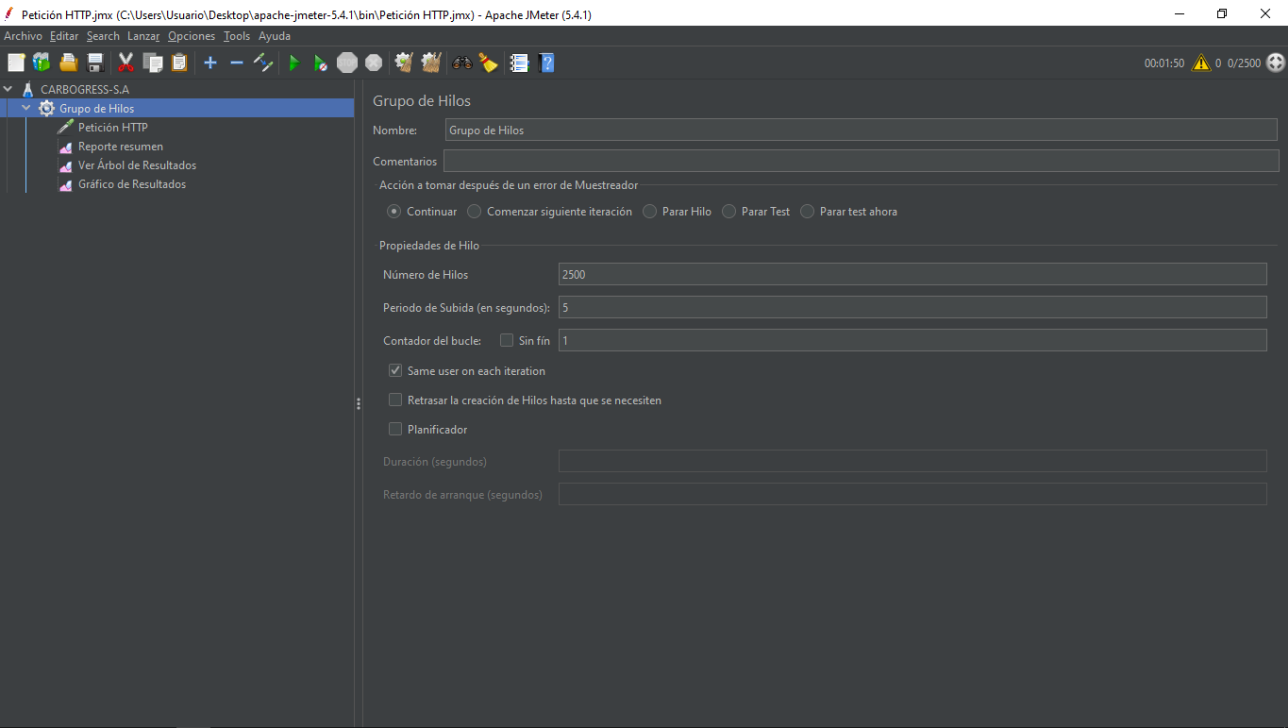 Petición HTTP.jmx (C:\Users\Usuario\Desktop\apache-jmeter-5.4.1\bin\Petición HTTP.jmx) - Apache JMeter (5.4.1)
Archivo Editar Search Lanzar Opciones Tools Ayuda
00:01:50 0 0/2500
CARBOGRESS-S.A
Grupo de Hilos
Petición HTTP
Reporte resumen
Ver Árbol de Resultados
Gráfico de Resultados
Grupo de Hilos
Nombre: Grupo de Hilos
Comentarios
Acción a tomar después de un error de Muestreador
Continuar Comenzar siguiente iteración Parar Hilo Parar Test Parar test ahora
Propiedades de Hilo
Número de Hilos 2500
Periodo de Subida (en segundos): 5
Contador del bucle: Sin fín 1
Same user on each iteration
Retrasar la creación de Hilos hasta que se necesiten
Planificador
Duración (segundos)
Retardo de arranque (segundos)